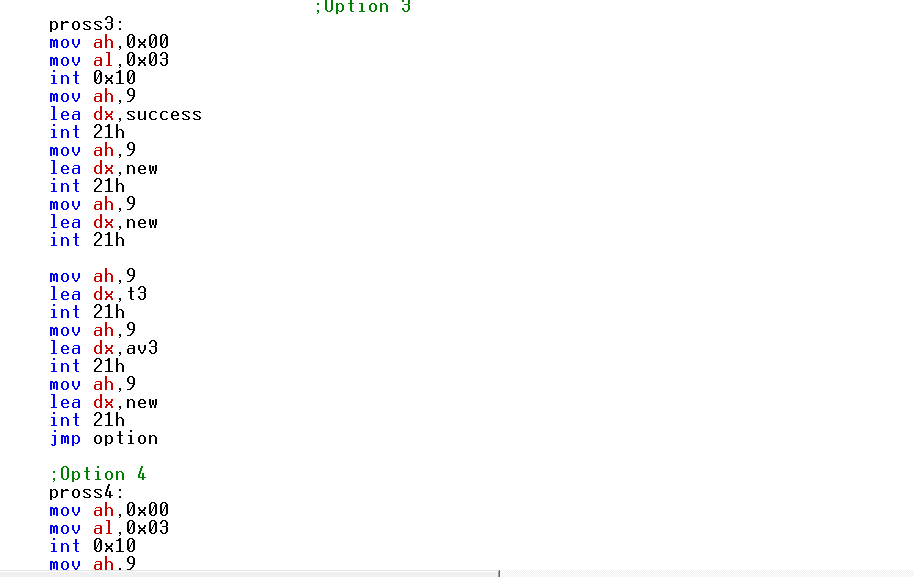 ;Option 3
pross3:
mov ah,0x00
mov al,0x03
int 0x10
mov ah,9
lea dx,success
int 21h
mov ah,9
lea dx,new
int 21h
mov ah,9
lea dx,new
int 21h
mov ah,9
lea dx,t3
int 21h
mov ah,9
lea dx,av3
int 21h
mov ah,9
lea dx,new
int 21h
jmp option
;Option 4
pross4:
mov ah,0x00
mov al,0x03
int 0x10
mov ah,9